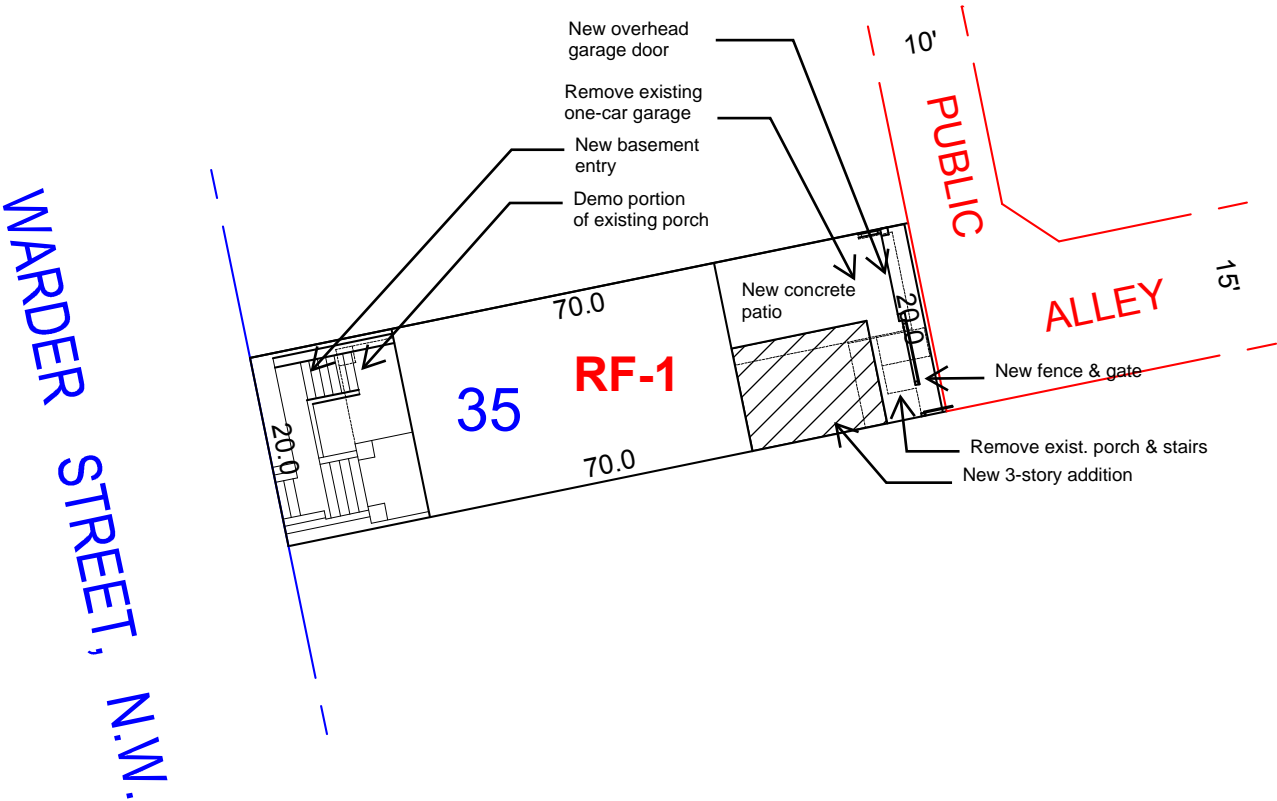 New overhead
garage door
10'
Remove existing
one-car garage
New basement
entry
Demo portion
of existing porch
PUBLIC
WARDER STREET, N.W.
70.0
New concrete
patio
20.0
ALLEY
15'
RF-1
35
New fence & gate
20.0
70.0
Remove exist. porch & stairs
New 3-story addition